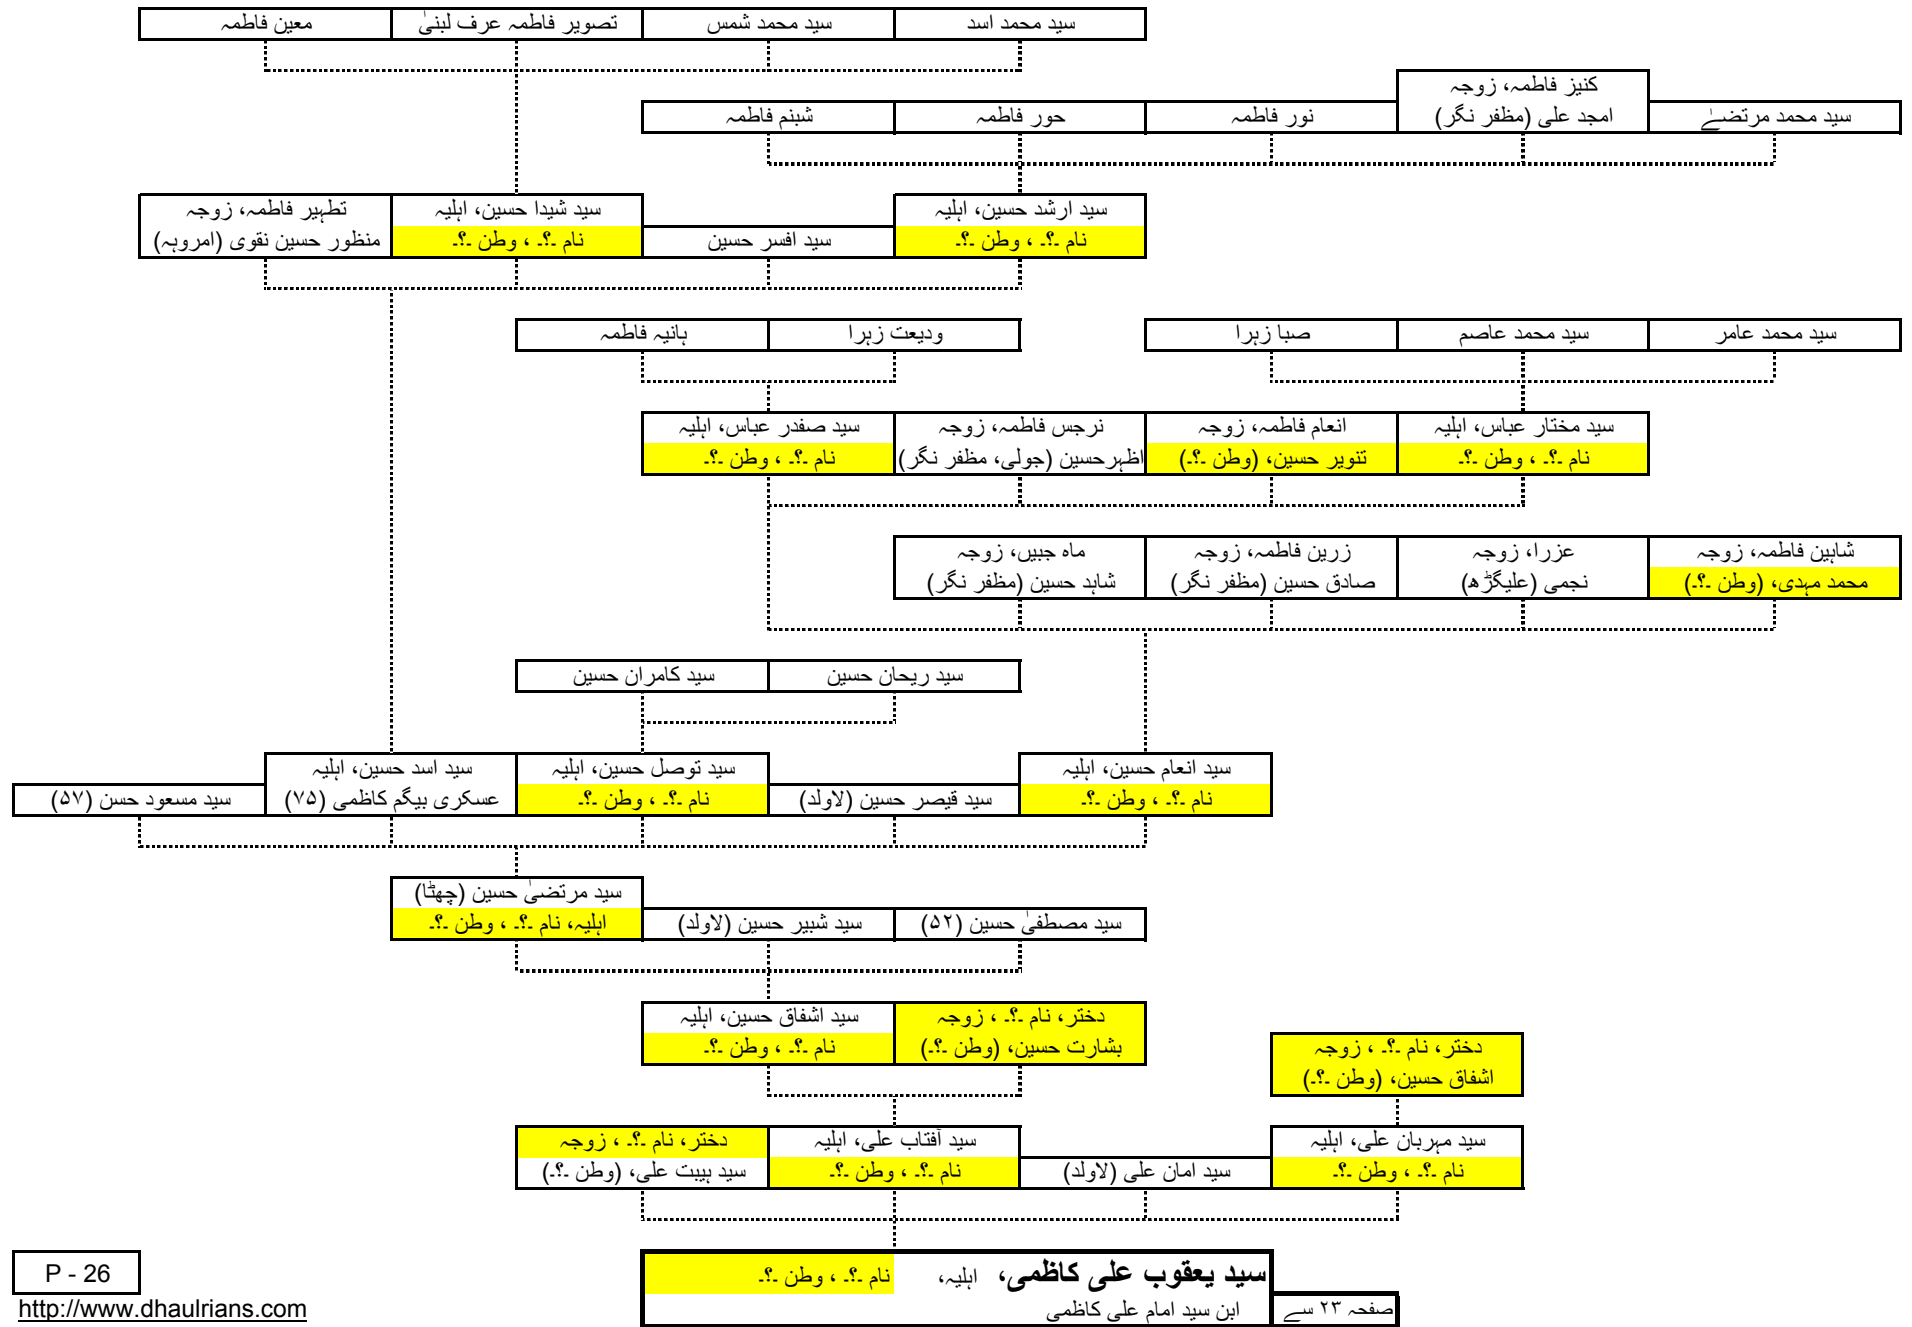 سید محمد اسد
سید محمد شمس
تصویر فاطمہ عرف لبنیٰ
معین فاطمہ
سید محمد مرتضےٰ
کنیز فاطمہ، زوجہ
امجد علی (مظفر نگر)
نور فاطمہ
حور فاطمہ
شبنم فاطمہ
سید ارشد حسین، اہلیہ
نام ۔؟۔ ، وطن ۔؟۔
سید افسر حسین
سید شیدا حسین، اہلیہ
نام ۔؟۔ ، وطن ۔؟۔
تطہیر فاطمہ، زوجہ
منظور حسین نقوی (امروہہ)
سید محمد عامر
سید محمد عاصم
صبا زہرا
ودیعت زہرا
ہانیہ فاطمہ
سید مختار عباس، اہلیہ
نام ۔؟۔ ، وطن ۔؟۔
انعام فاطمہ، زوجہ
تنویر حسین، (وطن ۔؟۔)
نرجس فاطمہ، زوجہ
اظہرحسین (جولی، مظفر نگر)
سید صفدر عباس، اہلیہ
نام ۔؟۔ ، وطن ۔؟۔
شاہین فاطمہ، زوجہ
محمد مہدی، (وطن ۔؟۔)
عزرا، زوجہ
نجمی (علیگڑھ)
زرین فاطمہ، زوجہ
صادق حسین (مظفر نگر)
ماہ جبیں، زوجہ
شاہد حسین (مظفر نگر)
سید ریحان حسین
سید کامران حسین
سید انعام حسین، اہلیہ
نام ۔؟۔ ، وطن ۔؟۔
سید قیصر حسین (لاولد)
سید توصل حسین، اہلیہ
نام ۔؟۔ ، وطن ۔؟۔
سید اسد حسین، اہلیہ
عسکری بیگم کاظمی (۷۵)
سید مسعود حسن (۵۷)
سید مصطفیٰ حسین (۵۲)
سید شبیر حسین (لاولد)
سید مرتضیٰ حسین (چھٹا)
اہلیہ، نام ۔؟۔ ، وطن ۔؟۔
دختر، نام ۔؟۔ ، زوجہ
بشارت حسین، (وطن ۔؟۔)
سید اشفاق حسین، اہلیہ
نام ۔؟۔ ، وطن ۔؟۔
دختر، نام ۔؟۔ ، زوجہ
اشفاق حسین، (وطن ۔؟۔)
سید مہربان علی، اہلیہ
نام ۔؟۔ ، وطن ۔؟۔
سید امان علی (لاولد)
سید آفتاب علی، اہلیہ
نام ۔؟۔ ، وطن ۔؟۔
دختر، نام ۔؟۔ ، زوجہ
سید ہیبت علی، (وطن ۔؟۔)
سید یعقوب علی کاظمی، اہلیہ، نام ۔؟۔ ، وطن ۔؟۔
ابن سید امام علی کاظمی
صفحہ ۲۳ سے
P - 26
http://www.dhaulrians.com